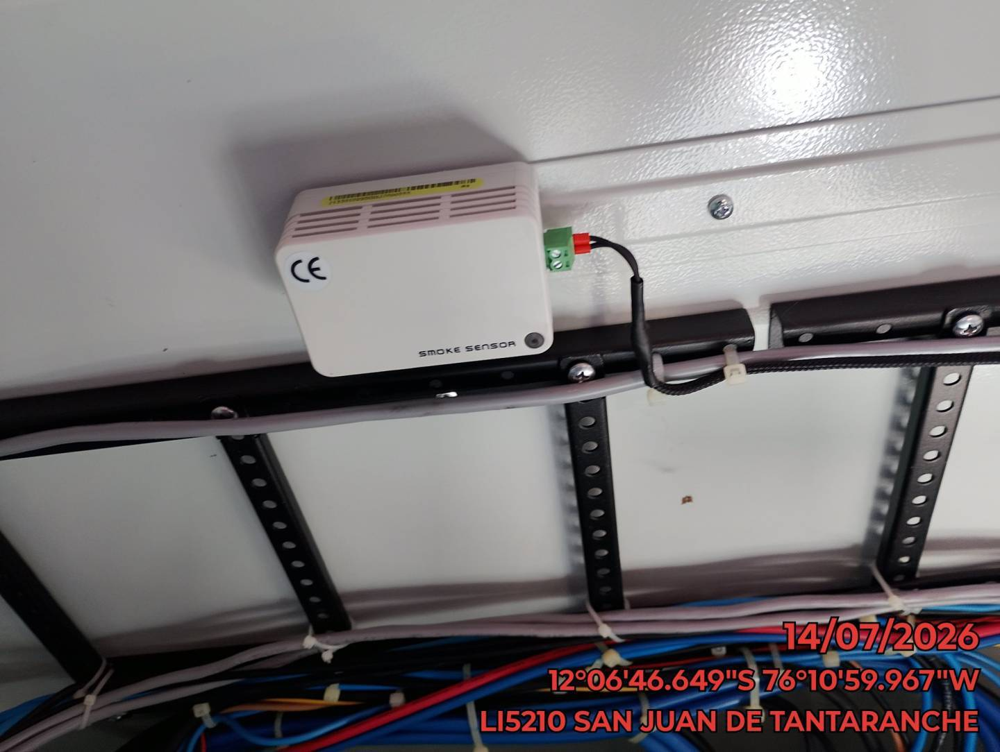 CE
SMOKE SENSOR
14/07/2026
12°06'46.649"S 76°10'59.967"W
LI5210 SAN JUAN DE TANTARANCHE